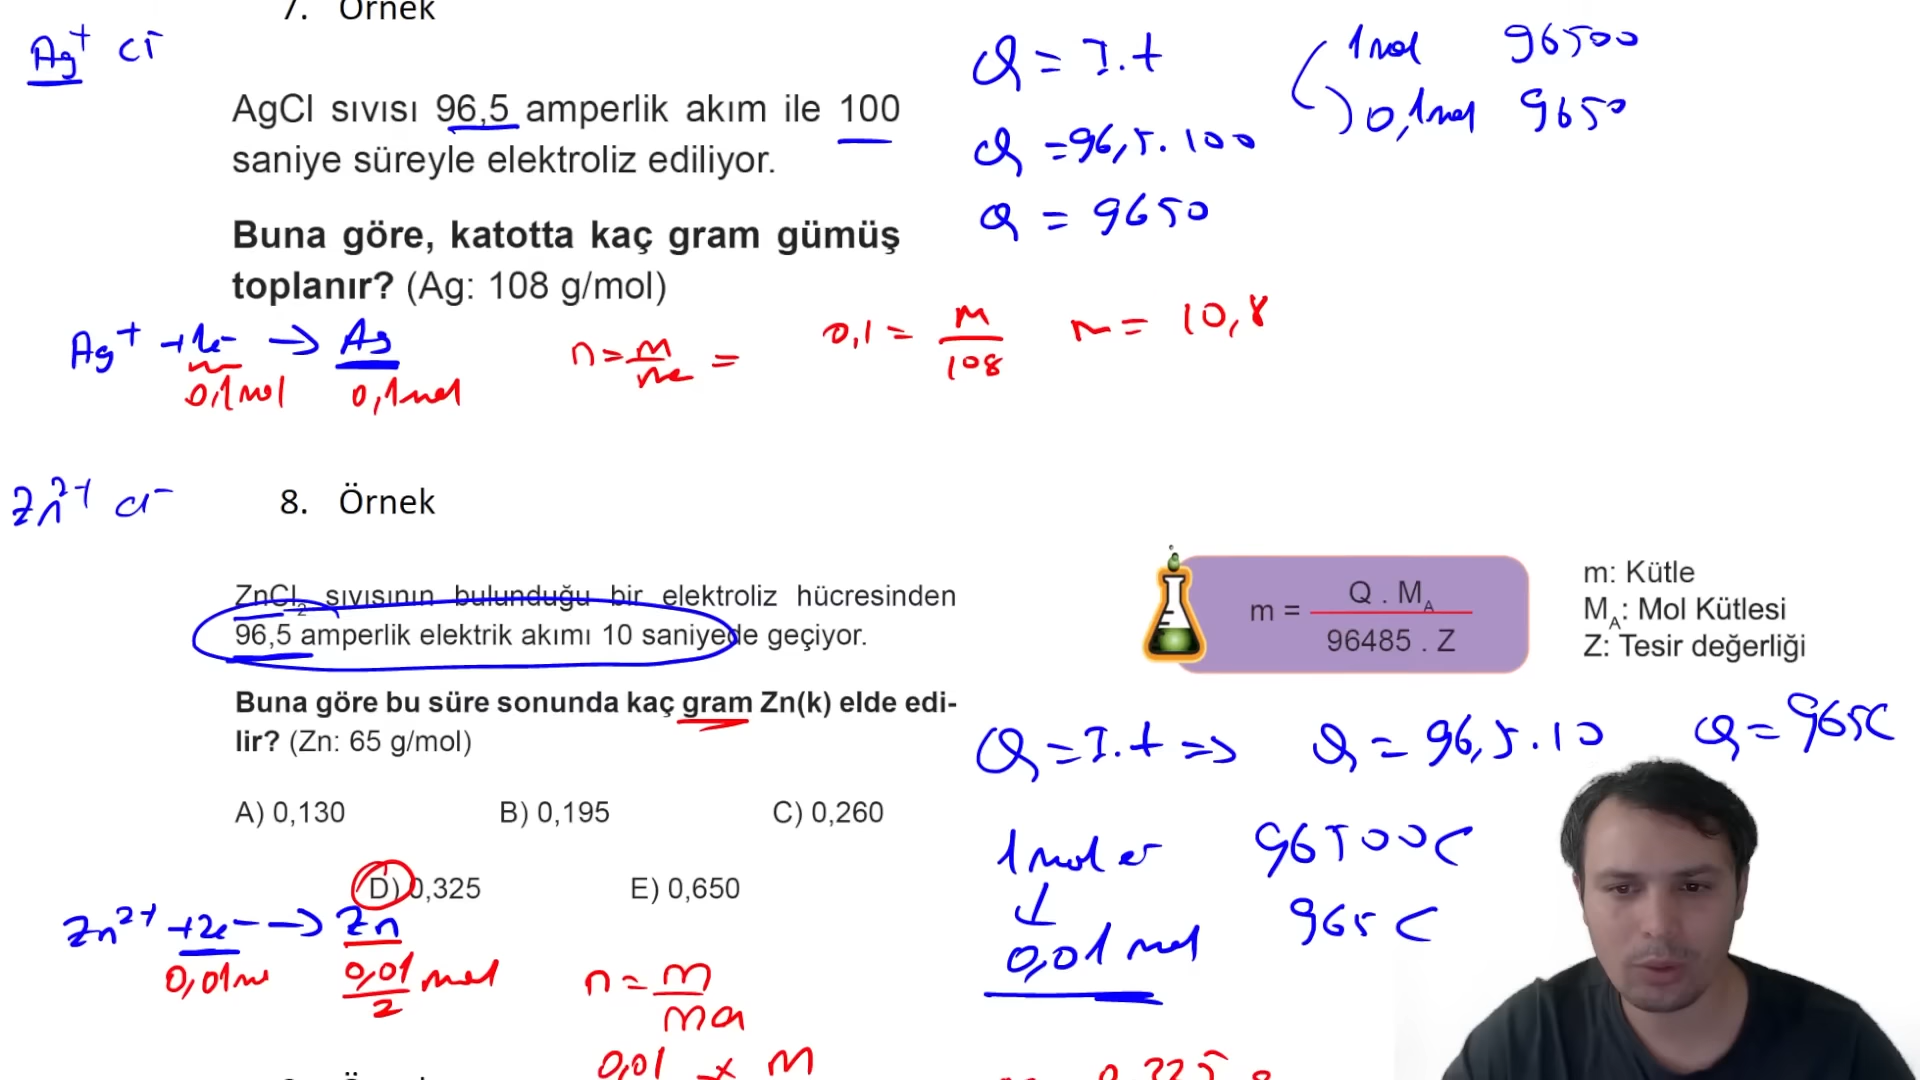 7. Örnek
Ag⁺ Cl⁻
AgCl sıvısı 96,5 amperlik akım ile 100
saniye süreyle elektroliz ediliyor.
Buna göre, katotta kaç gram gümüş
toplanır? (Ag: 108 g/mol)
Q = I.t
Q = 96,5.100
Q = 9650
1 mol 96500
0,1 mol 9650
Ag⁺ + 1e⁻ → Ag
0,1 mol 0,1 mol
n = m/ma =
0,1 = m/108 m = 10,8
Zn²⁺ Cl⁻
8. Örnek
ZnCl₂ sıvısının bulunduğu bir elektroliz hücresinden
96,5 amperlik elektrik akımı 10 saniyede geçiyor.
Buna göre bu süre sonunda kaç gram Zn(k) elde edi-
lir? (Zn: 65 g/mol)
A) 0,130 B) 0,195 C) 0,260
D) 0,325 E) 0,650
m = Q . M_A / 96485 . Z
m: Kütle
M_A: Mol Kütlesi
Z: Tesir değerliği
Q = I.t ⇒ Q = 96,5.10 Q = 965C
1 mol e⁻ 96500C
0,01 mol 965 C
Zn²⁺ + 2e⁻ → Zn
0,01m 0,01/2 mol
n = m/ma
0,01 × m